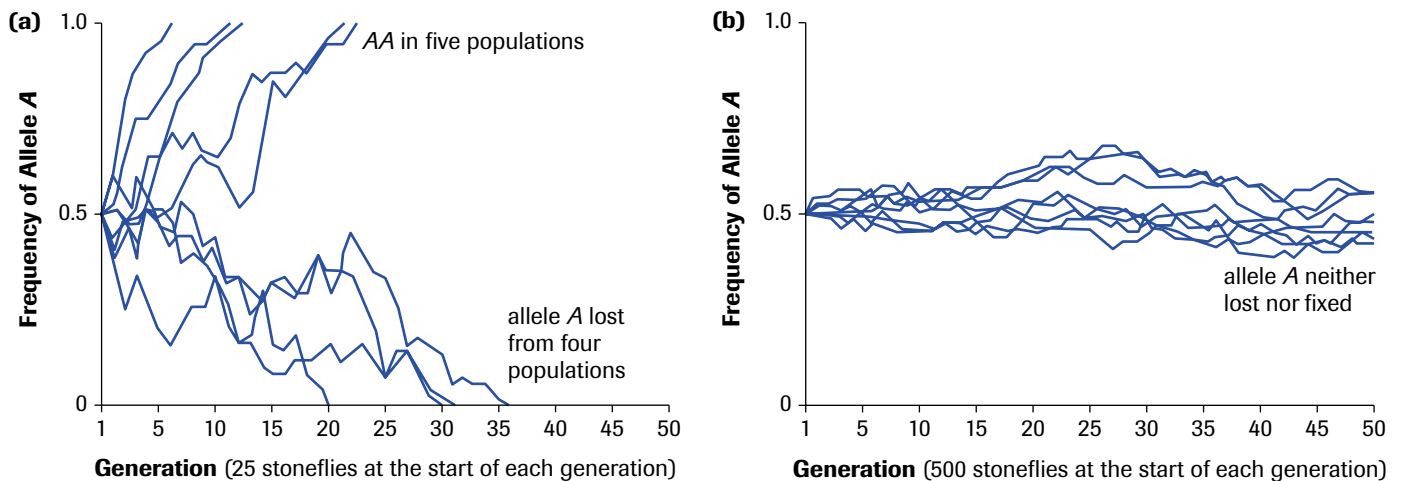 (a)
Frequency of Allele A
1.0
0.5
0
AA in five populations
allele A lost
from four
populations
1 5 10 15 20 25 30 35 40 45 50
Generation (25 stoneflies at the start of each generation)
(b)
Frequency of Allele A
1.0
0.5
0
allele A neither
lost nor fixed
1 5 10 15 20 25 30 35 40 45 50
Generation (500 stoneflies at the start of each generation)